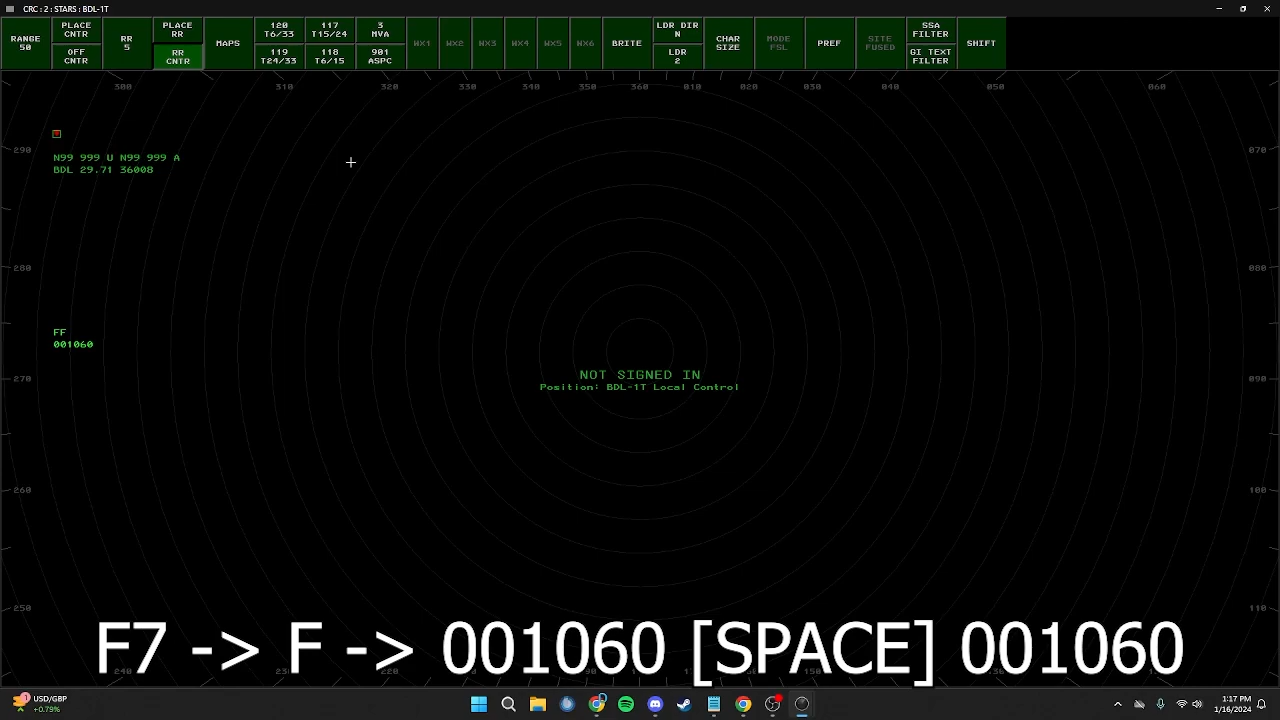 CRC : 2 : STARS : BDL-1T
RANGE
50
PLACE
CNTR
OFF
CNTR
RR
5
PLACE
RR
RR
CNTR
MAPS
120
T6/33
119
T24/33
117
T15/24
118
T6/15
3
MVA
901
ASPC
WX1
WX2
WX3
WX4
WX5
WX6
BRITE
LDR DIR
N
LDR
2
CHAR
SIZE
MODE
FSL
PREF
SITE
FUSED
SSA
FILTER
GI TEXT
FILTER
SHIFT
300 310 320 330 340 350 360 010 020 030 040 050 060
290
070
N99 999 U N99 999 A
BDL 29.71 36008
280
080
FF
001060
NOT SIGNED IN
Position: BDL-1T Local Control
270
090
260
100
250
110
F7 -> F -> 001060 [SPACE] 001060
240
USD/GBP
+0.79%
1:17 PM
1/16/2024